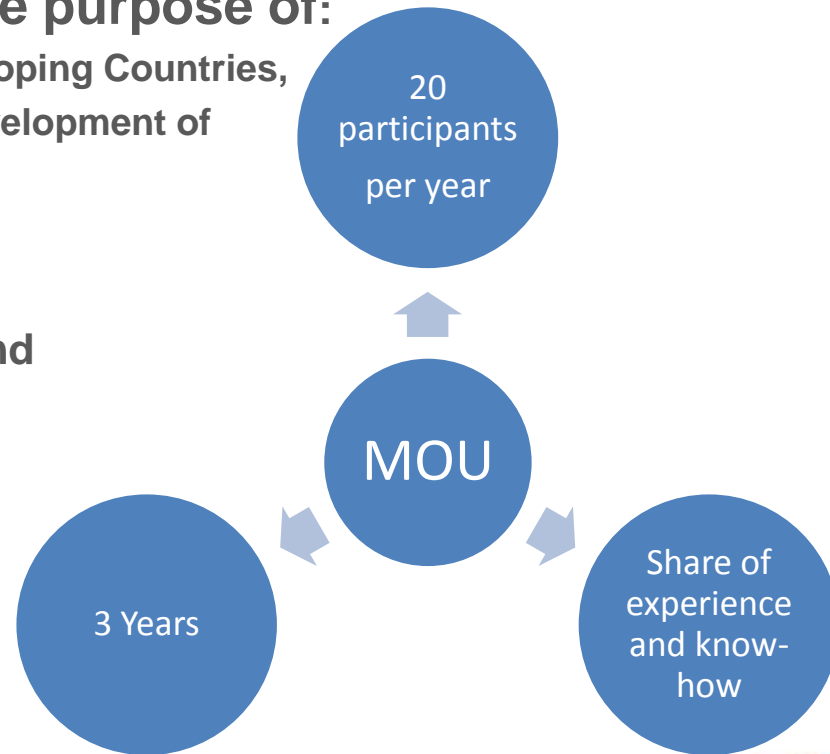 e purpose of:
oping Countries,
velopment of
nd
20
participants
per year
MOU
3 Years
Share of
experience
and know-
how